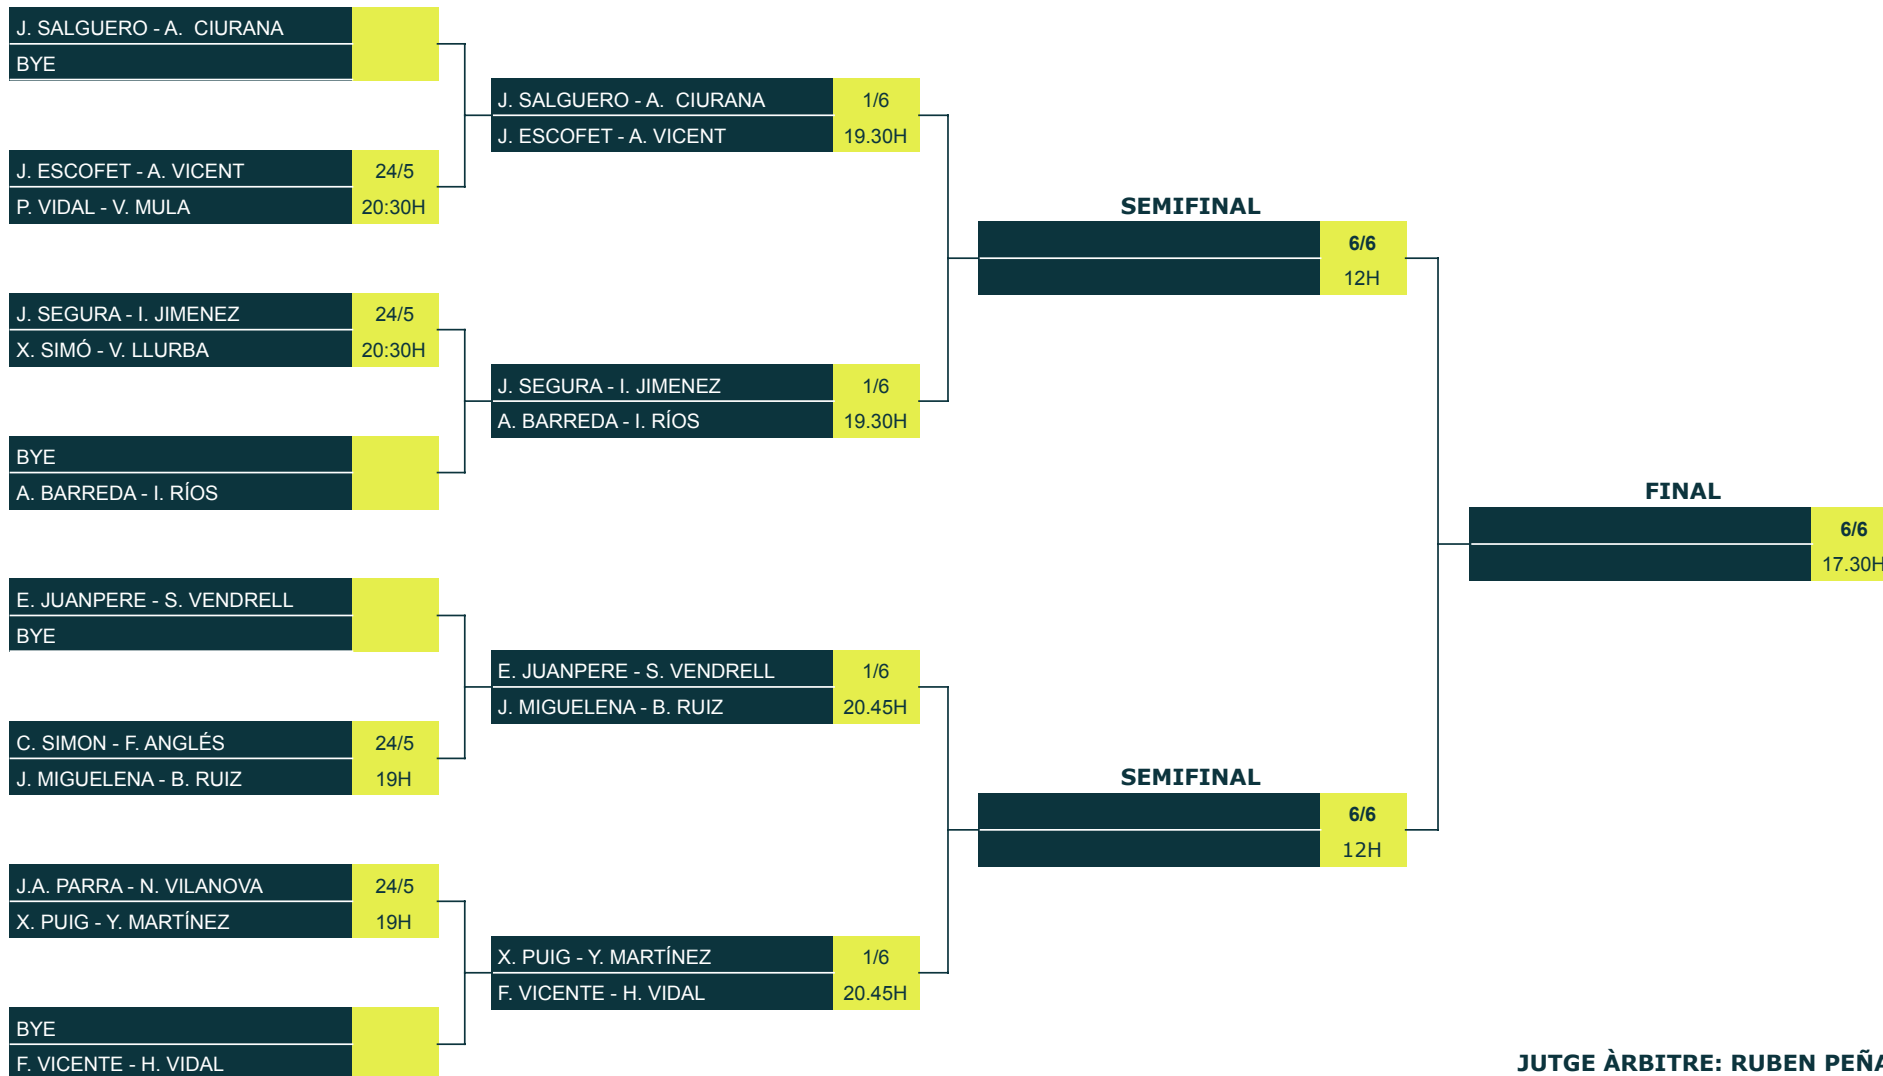 J. SALGUERO - A. CIURANA
BYE
J. ESCOFET - A. VICENT 24/5
P. VIDAL - V. MULA 20:30H
J. SEGURA - I. JIMENEZ 24/5
X. SIMÓ - V. LLURBA 20:30H
BYE
A. BARREDA - I. RÍOS
E. JUANPERE - S. VENDRELL
BYE
C. SIMON - F. ANGLÉS 24/5
J. MIGUELENA - B. RUIZ 19H
J.A. PARRA - N. VILANOVA 24/5
X. PUIG - Y. MARTÍNEZ 19H
BYE
F. VICENTE - H. VIDAL
J. SALGUERO - A. CIURANA 1/6
J. ESCOFET - A. VICENT 19.30H
J. SEGURA - I. JIMENEZ 1/6
A. BARREDA - I. RÍOS 19.30H
E. JUANPERE - S. VENDRELL 1/6
J. MIGUELENA - B. RUIZ 20.45H
X. PUIG - Y. MARTÍNEZ 1/6
F. VICENTE - H. VIDAL 20.45H
SEMIFINAL
6/6
12H
SEMIFINAL
6/6
12H
FINAL
6/6
17.30H
JUTGE ÀRBITRE: RUBEN PEÑA